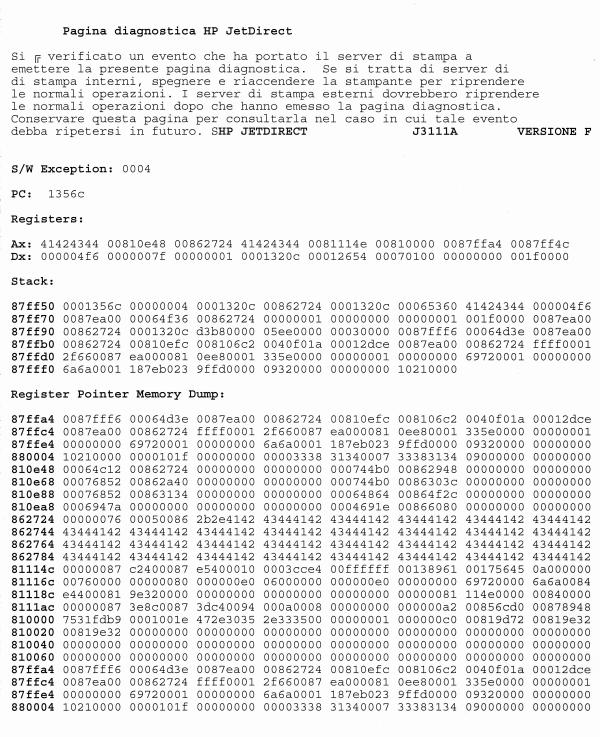 Pagina diagnostica HP JetDirect
Si ╔ verificato un evento che ha portato il server di stampa a
emettere la presente pagina diagnostica.  Se si tratta di server di
di stampa interni, spegnere e riaccendere la stampante per riprendere
le normali operazioni. I server di stampa esterni dovrebbero riprendere
le normali operazioni dopo che hanno emesso la pagina diagnostica.
Conservare questa pagina per consultarla nel caso in cui tale evento
debba ripetersi in futuro. SHP JETDIRECT J3111A VERSIONE F
S/W Exception: 0004
PC: 1356c
Registers:
Ax: 41424344 00810e48 00862724 41424344 0081114e 00810000 0087ffa4 0087ff4c
Dx: 000004f6 0000007f 00000001 0001320c 00012654 00070100 00000000 001f0000
Stack:
87ff50 0001356c 00000004 0001320c 00862724 0001320c 00065360 41424344 000004f6
87ff70 0087ea00 00064f36 00862724 00000001 00000000 00000001 001f0000 0087ea00
87ff90 00862724 0001320c d3b80000 05ee0000 00030000 0087fff6 00064d3e 0087ea00
87ffb0 00862724 00810efc 008106c2 0040f01a 00012dce 0087ea00 00862724 ffff0001
87ffd0 2f660087 ea000081 0ee80001 335e0000 00000001 00000000 69720001 00000000
87fff0 6a6a0001 187eb023 9ffd0000 09320000 00000000 10210000
Register Pointer Memory Dump:
87ffa4 0087fff6 00064d3e 0087ea00 00862724 00810efc 008106c2 0040f01a 00012dce
87ffc4 0087ea00 00862724 ffff0001 2f660087 ea000081 0ee80001 335e0000 00000001
87ffe4 00000000 69720001 00000000 6a6a0001 187eb023 9ffd0000 09320000 00000000
880004 10210000 0000101f 00000000 00003338 31340007 33383134 09000000 00000000
810e48 00064c12 00862724 00000000 00000000 000744b0 00862948 00000000 00000000
810e68 00076852 00862a40 00000000 00000000 000744b0 0086303c 00000000 00000000
810e88 00076852 00863134 00000000 00000000 00064864 00864f2c 00000000 00000000
810ea8 0006947a 00000000 00000000 00000000 0004691e 00866080 00000000 00000000
862724 00000076 00050086 2b2e4142 43444142 43444142 43444142 43444142 43444142
862744 43444142 43444142 43444142 43444142 43444142 43444142 43444142 43444142
862764 43444142 43444142 43444142 43444142 43444142 43444142 43444142 43444142
862784 43444142 43444142 43444142 43444142 43444142 43444142 43444142 43444142
81114c 00000087 c2400087 e5400010 0003cce4 00ffffff 00138961 00175645 0a000000
81116c 00760000 00000080 000000e0 06000000 000000e0 00000000 69720000 6a6a0084
81118c e4400081 9e320000 00000000 00000000 00000000 00000081 114e0000 00840000
8111ac 00000087 3e8c0087 3dc40094 000a0008 00000000 000000a2 00856cd0 00878948
810000 7531fdb9 0001001e 472e3035 2e333500 00000001 000000c0 00819d72 00819e32
810020 00819e32 00000000 00000000 00000000 00000000 00000000 00000000 00000000
810040 00000000 00000000 00000000 00000000 00000000 00000000 00000000 00000000
810060 00000000 00000000 00000000 00000000 00000000 00000000 00000000 00000000
87ffa4 0087fff6 00064d3e 0087ea00 00862724 00810efc 008106c2 0040f01a 00012dce
87ffc4 0087ea00 00862724 ffff0001 2f660087 ea000081 0ee80001 335e0000 00000001
87ffe4 00000000 69720001 00000000 6a6a0001 187eb023 9ffd0000 09320000 00000000
880004 10210000 0000101f 00000000 00003338 31340007 33383134 09000000 00000000